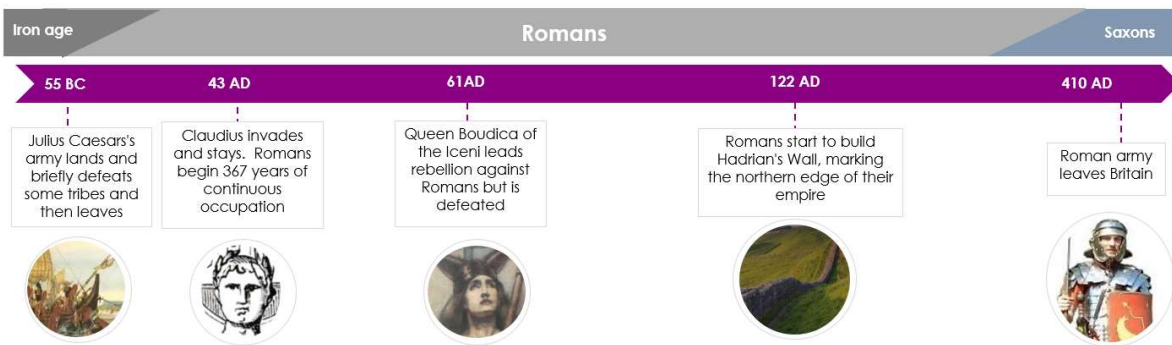 Iron age
Romans
Saxons
55 BC
43 AD
61AD
122 AD
410 AD
Julius Caesars's
army lands and
briefly defeats
some tribes and
then leaves
Claudius invades
and stays. Romans
begin 367 years of
continuous
occupation
Queen Boudica of
the Iceni leads
rebellion against
Romans but is
defeated
Romans start to build
Hadrian's Wall, marking
the northern edge of their
empire
Roman army
leaves Britain